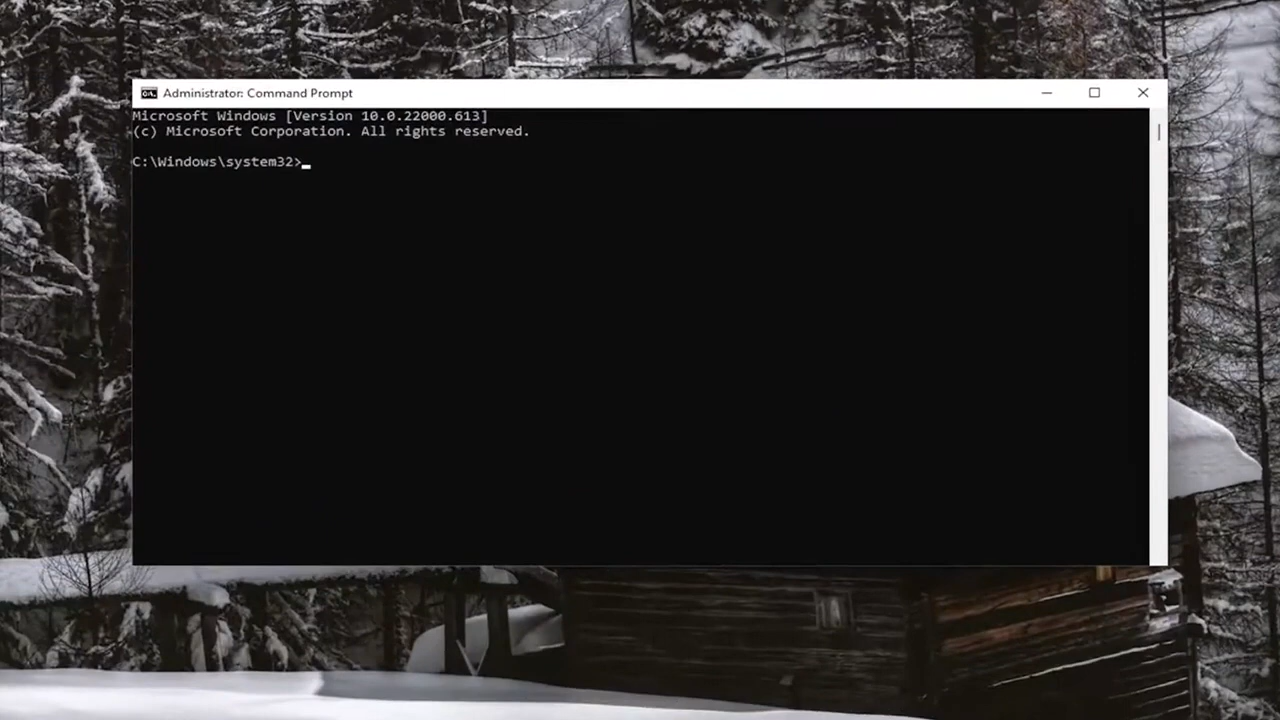 Administrator: Command Prompt
Microsoft Windows [Version 10.0.22000.613]
(c) Microsoft Corporation. All rights reserved.
C:\Windows\system32>